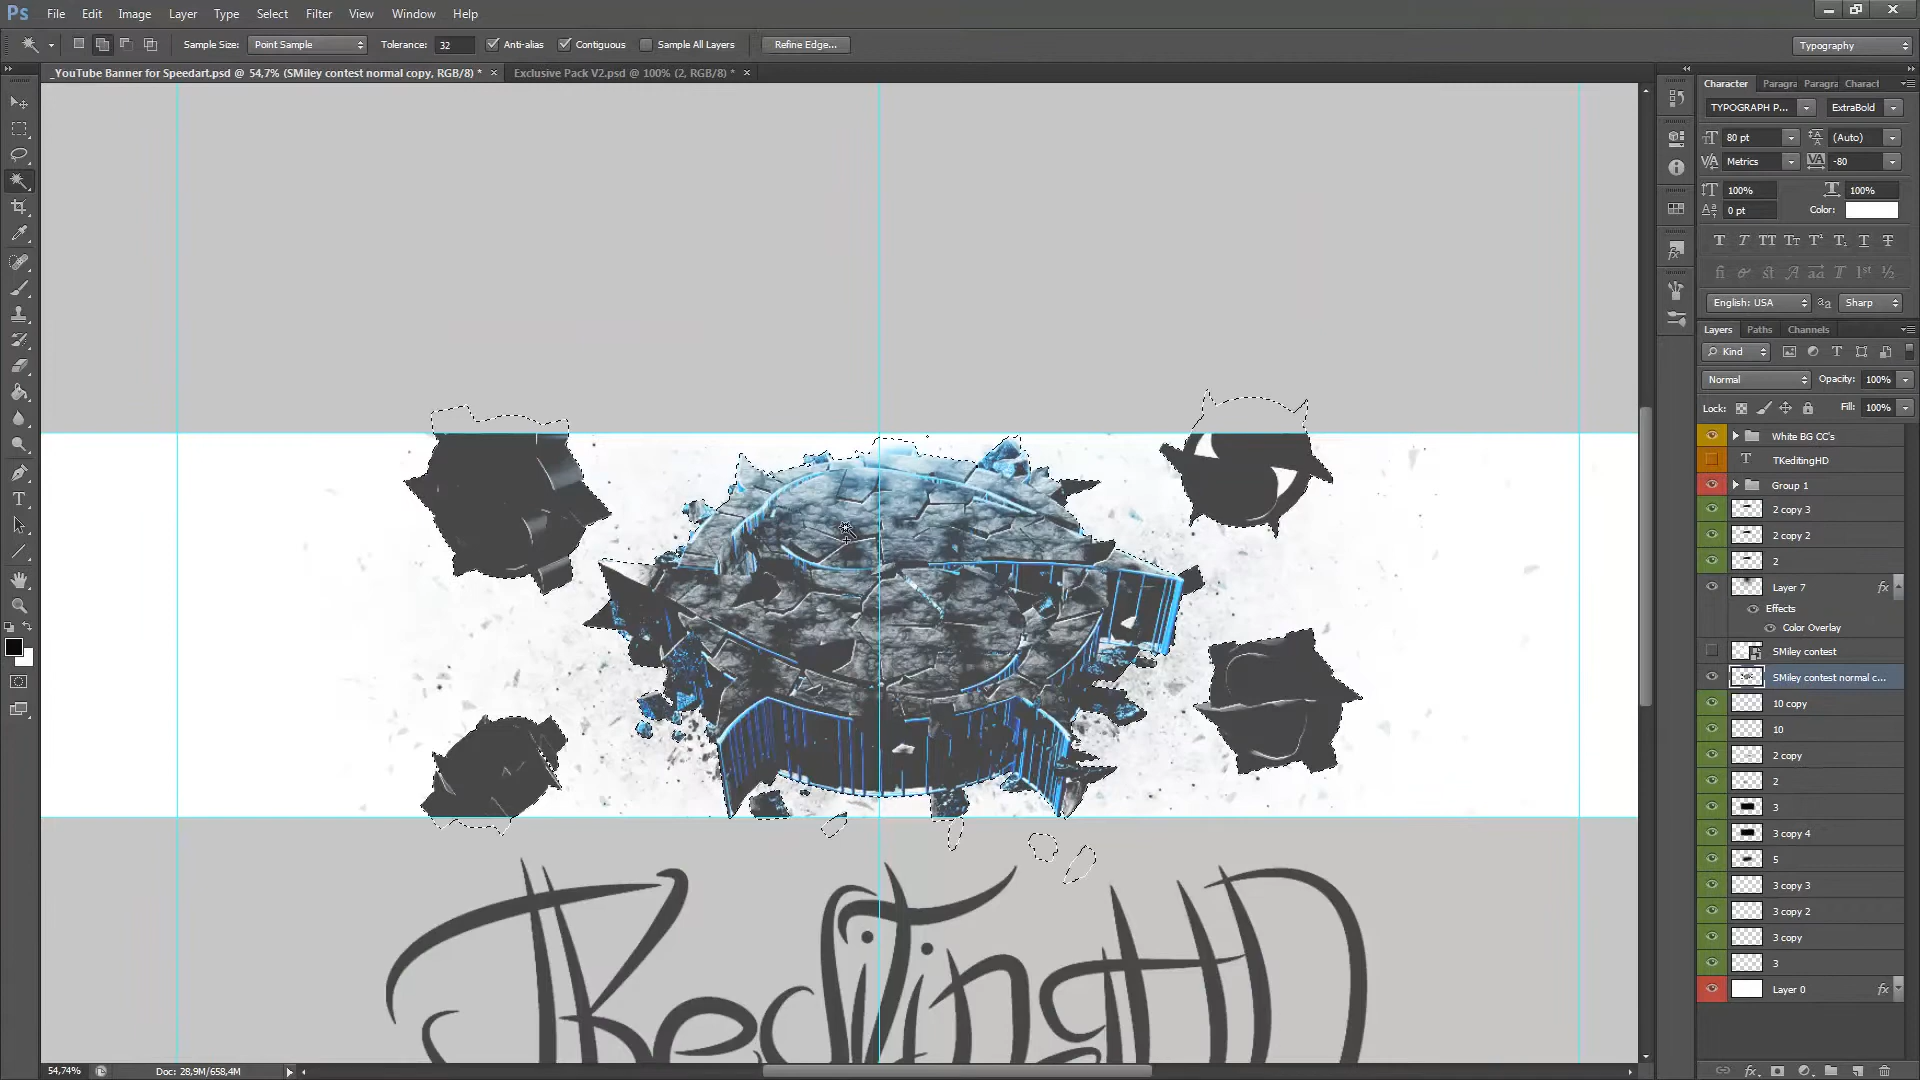 Ps File Edit Image Layer Type Select Filter View Window Help
Sample Size: Point Sample Tolerance: 32 Anti-alias Contiguous Sample All Layers Refine Edge... Typography
_YouTube Banner for Speedart.psd @ 54,7% (SMiley contest normal copy, RGB/8) * Exclusive Pack V2.psd @ 100% (2, RGB/8) *
Character Paragra Paragra Charact
TYPOGRAPH P... ExtraBold
80 pt (Auto)
Metrics -80
100% 100%
0 pt Color:
English: USA Sharp
Layers Paths Channels
Kind
Normal Opacity: 100%
Lock: Fill: 100%
White BG CC's
T TKeditingHD
Group 1
2 copy 3
2 copy 2
2
Layer 7 fx
Effects
Color Overlay
SMiley contest
SMiley contest normal c...
10 copy
10
2 copy
2
3
3 copy 4
5
3 copy 3
3 copy 2
3 copy
3
Layer 0 fx
TKediTingHD
54,74% Doc: 28,9M/658,4M